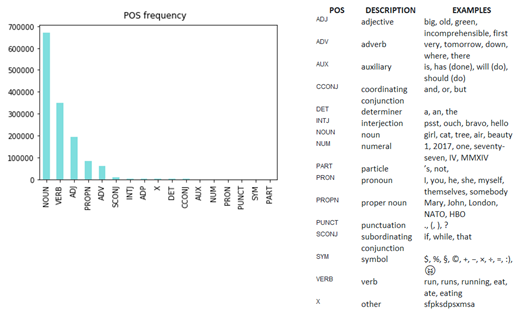 POS frequency
700000
600000
500000
400000
300000
200000
100000
0
NOUN
VERB
ADJ
PROPN
ADV
SCONJ
INTJ
ADP
X
DET
CCONJ
AUX
NUM
PRON
PUNCT
SYM
PART
POS DESCRIPTION EXAMPLES
ADJ adjective big, old, green,
incomprehensible, first
ADV adverb very, tomorrow, down,
where, there
AUX auxiliary is, has (done), will (do),
should (do)
CCONJ coordinating and, or, but
conjunction
DET determiner a, an, the
INTJ interjection psst, ouch, bravo, hello
NOUN noun girl, cat, tree, air, beauty
NUM numeral 1, 2017, one, seventy-
seven, IV, MMXIV
PART particle 's, not,
PRON pronoun I, you, he, she, myself,
themselves, somebody
PROPN proper noun Mary, John, London,
NATO, HBO
PUNCT punctuation ., (, ), ?
SCONJ subordinating if, while, that
conjunction
SYM symbol $, %, §, ©, +, −, ×, ÷, =, :),
VERB verb run, runs, running, eat,
ate, eating
X other sfpksdpsxmsa